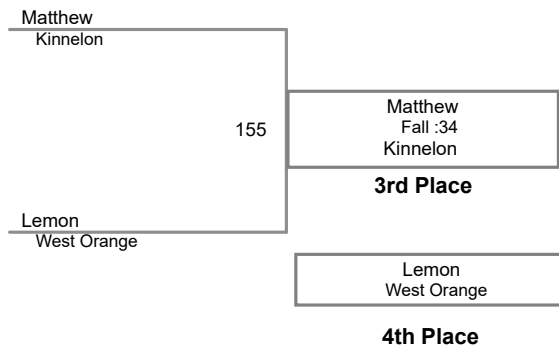 Matthew
Kinnelon
155
Matthew
Fall :34
Kinnelon
3rd Place
Lemon
West Orange
Lemon
West Orange
4th Place